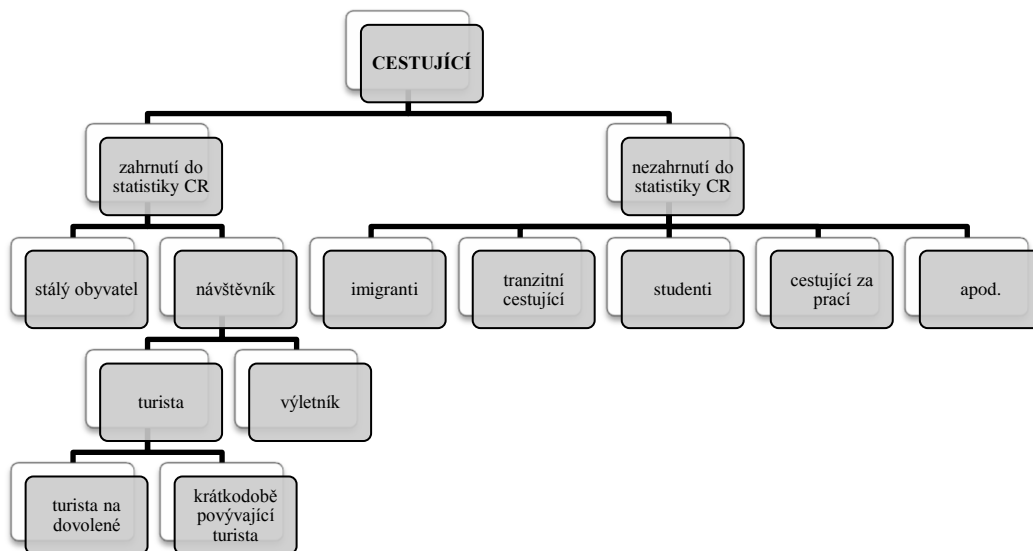 CESTUJÍCÍ
zahrnutí do
statistiky CR
nezahrnutí do
statistiky CR
stálý obyvatel
návštěvník
imigranti
tranzitní
cestující
studenti
cestující za
prací
apod.
turista
výletník
turista na
dovolené
krátkodobě
povývající
turista